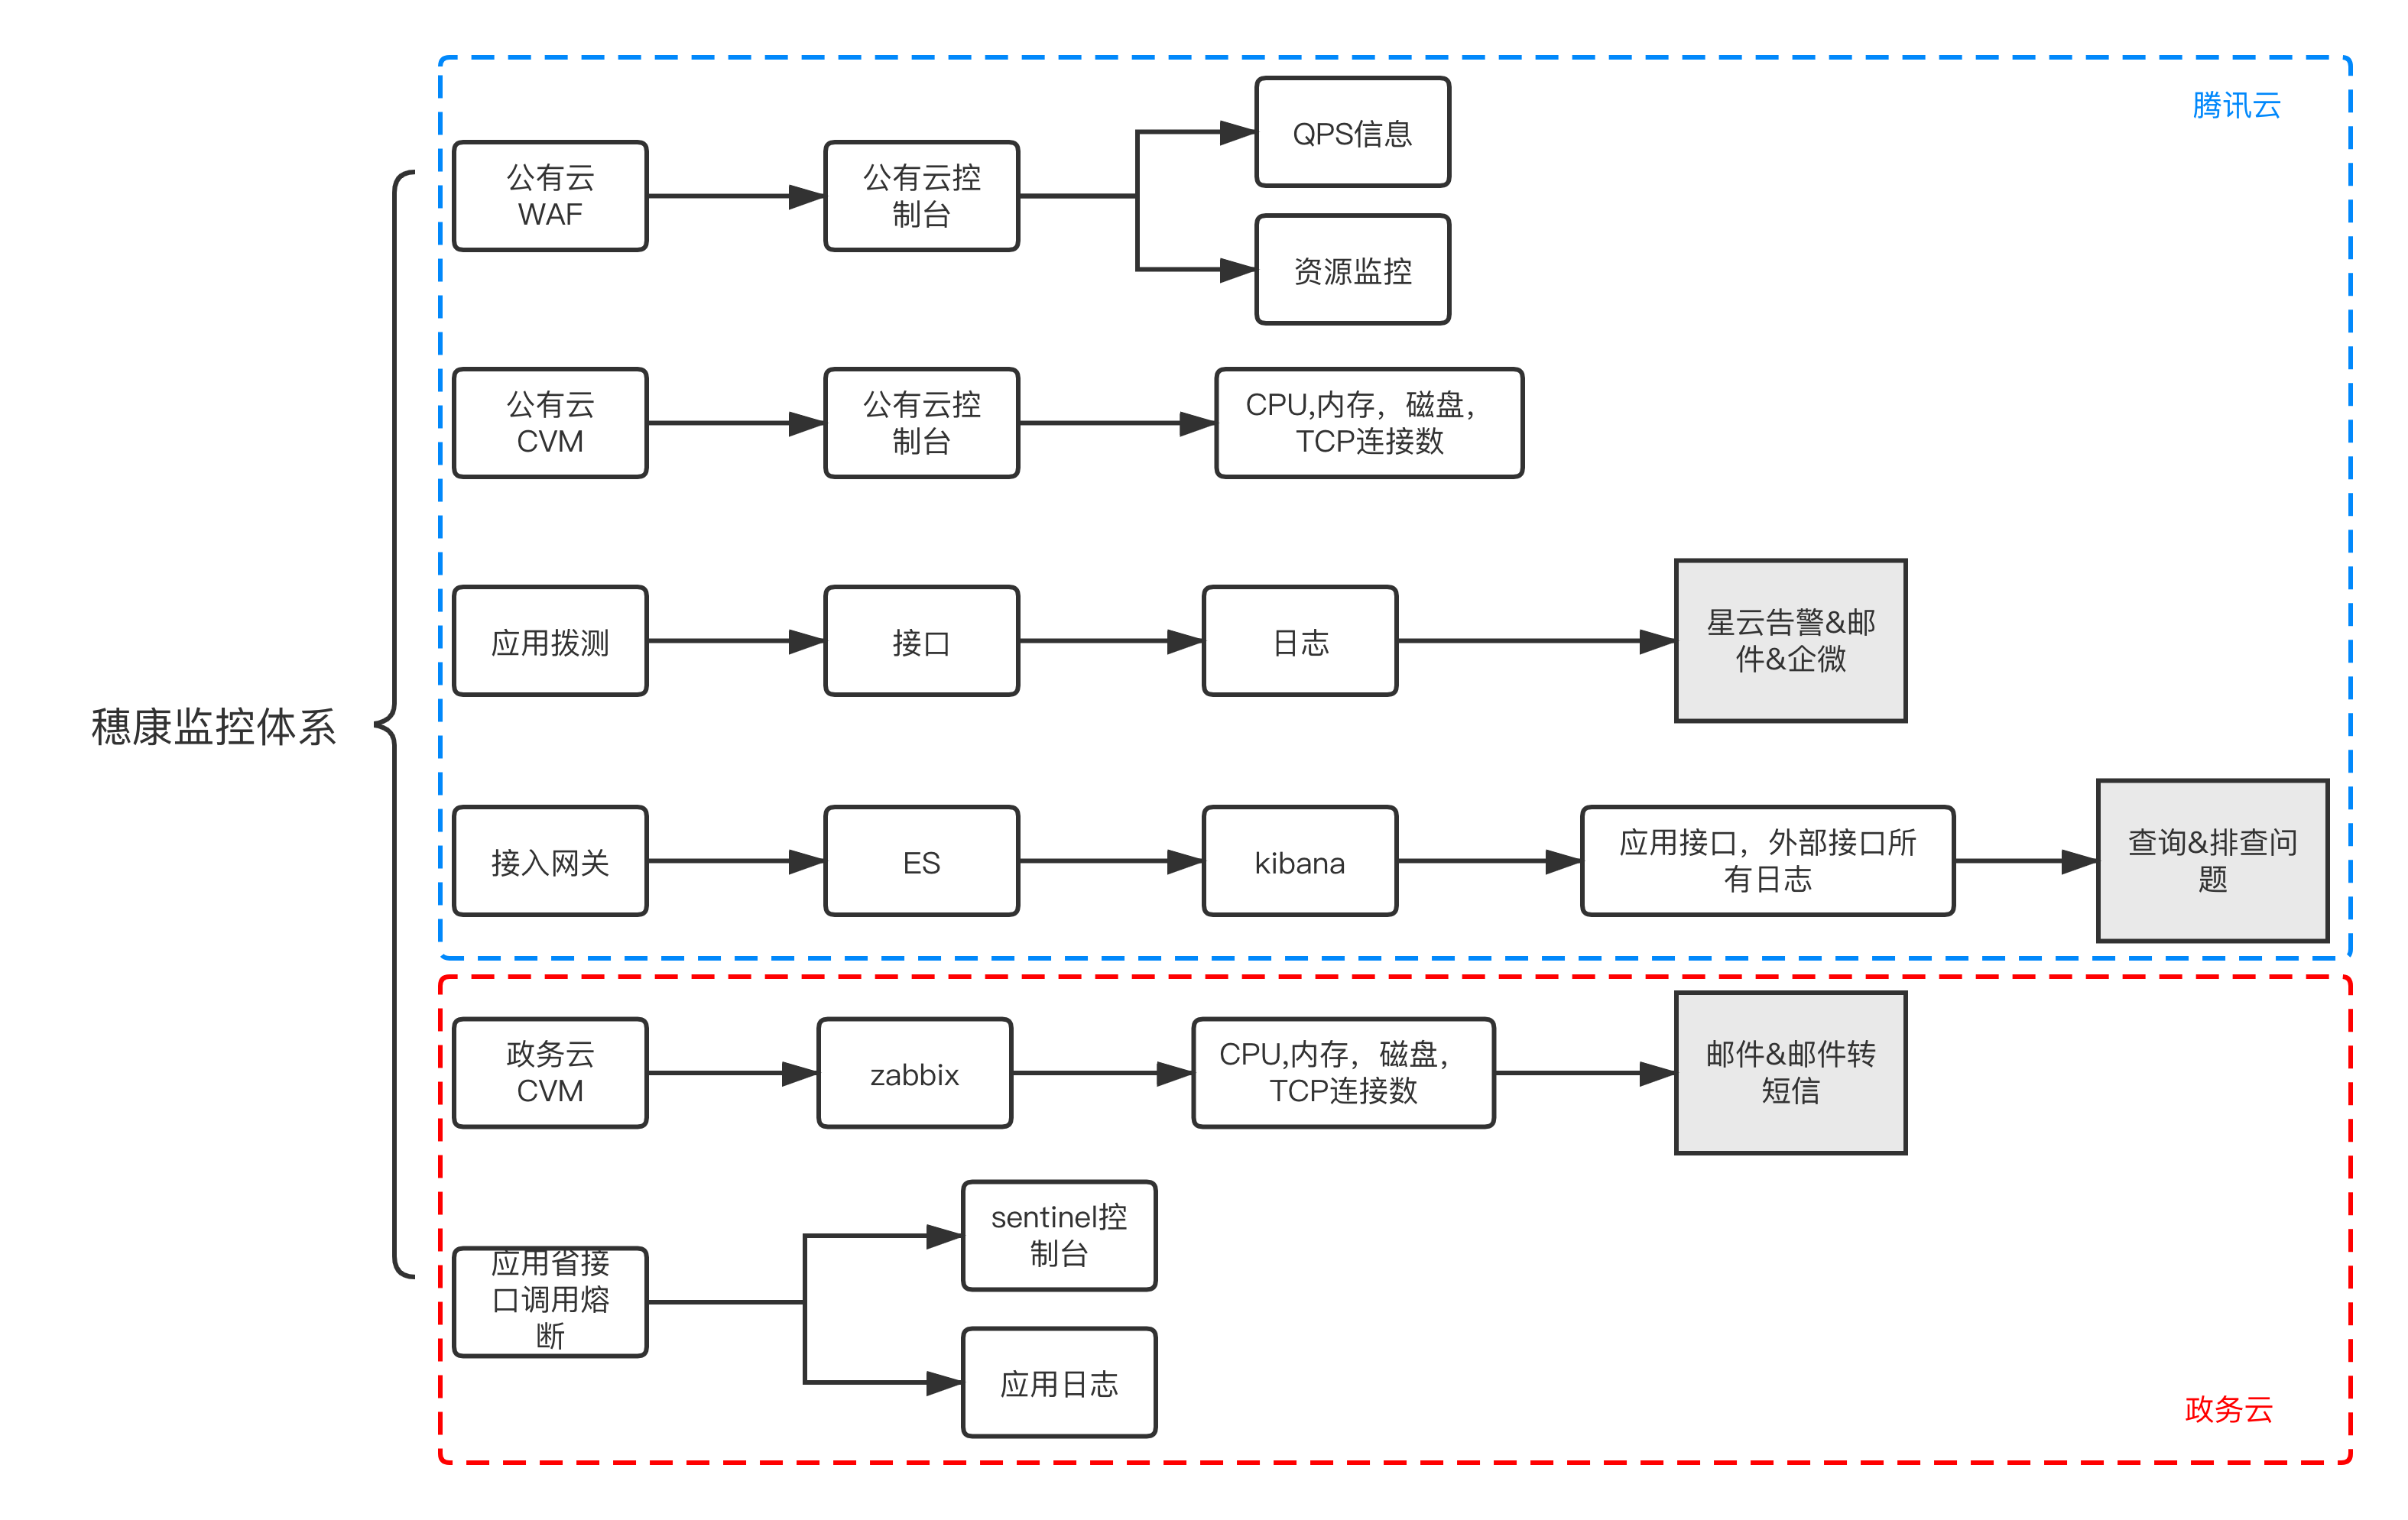 腾讯云
QPS信息
公有云
WAF
公有云控
制台
资源监控
公有云
CVM
公有云控
制台
CPU,内存，磁盘，
TCP连接数
应用拨测
接口
日志
星云告警&邮
件&企微
穗康监控体系
接入网关
ES
kibana
应用接口，外部接口所
有日志
查询&排查问
题
政务云
CVM
zabbix
CPU,内存，磁盘，
TCP连接数
邮件&邮件转
短信
应用省接
口调用熔
断
sentinel控
制台
应用日志
政务云